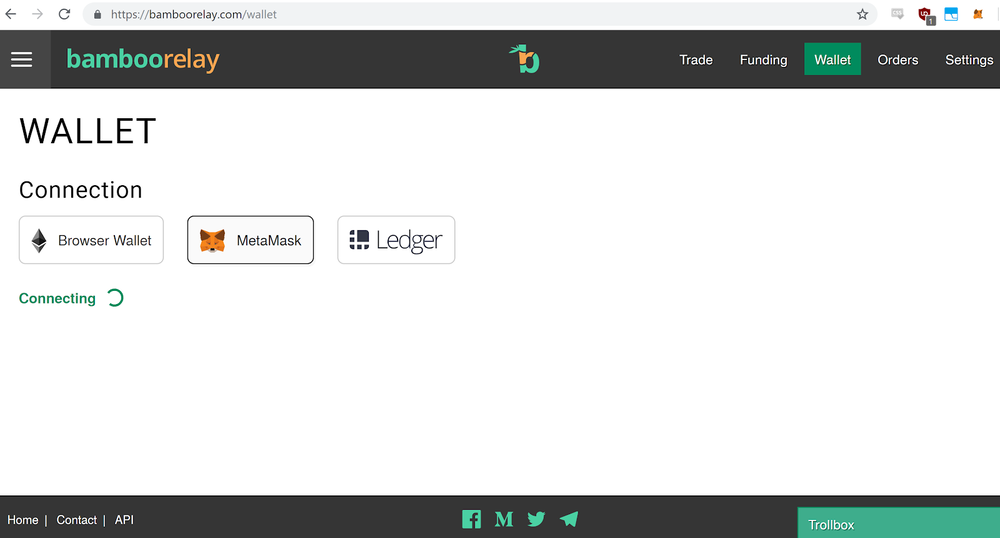 https://bamboorelay.com/wallet
1
bamboorelay
Trade Funding Wallet Orders Settings
WALLET
Connection
Browser Wallet MetaMask Ledger
Connecting
Home | Contact | API
Trollbox